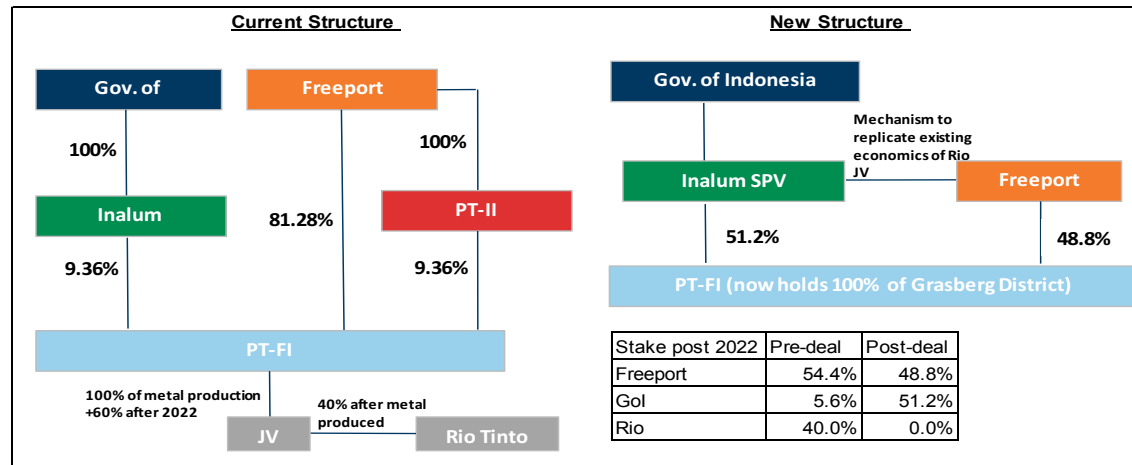 Current Structure
Gov. of
Freeport
100%
100%
Inalum
81.28%
PT-II
9.36%
9.36%
PT-FI
100% of metal production
+60% after 2022
40% after metal
produced
JV
Rio Tinto
New Structure
Gov. of Indonesia
Mechanism to
replicate existing
economics of Rio
JV
Inalum SPV
Freeport
51.2%
48.8%
PT-FI (now holds 100% of Grasberg District)
Stake post 2022 Pre-deal Post-deal
Freeport 54.4% 48.8%
GoI 5.6% 51.2%
Rio 40.0% 0.0%